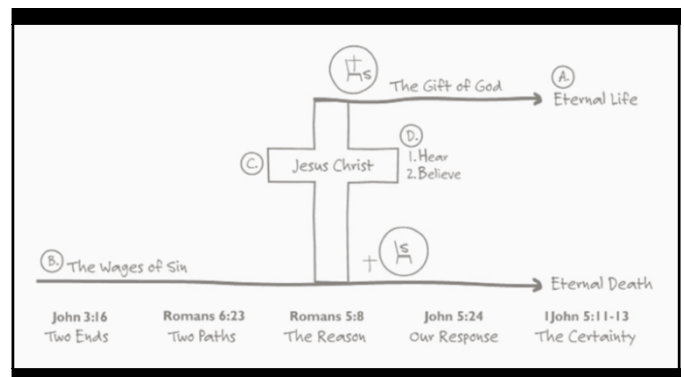 S
The Gift of God
A.
Eternal Life
D.
C.
Jesus Christ
1. Hear
2. Believe
B.
The Wages of Sin
S
Eternal Death
John 3:16
Two Ends
Romans 6:23
Two Paths
Romans 5:8
The Reason
John 5:24
Our Response
1John 5:11-13
The Certainty